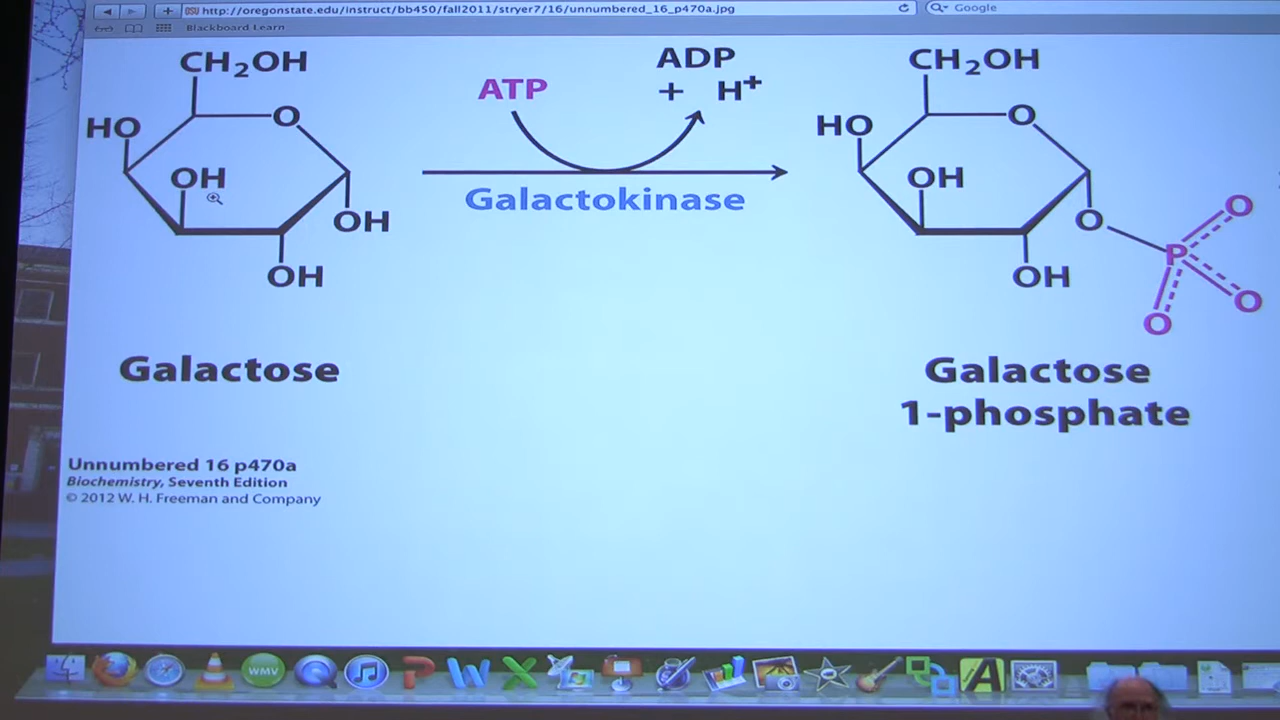 http://oregonstate.edu/instruct/bb450/fall2011/stryer7/16/unnumbered_16_p470a.jpg
Google
Blackboard Learn
CH2OH
O
HO
OH
OH
OH
ATP
ADP
+ H+
Galactokinase
CH2OH
O
HO
OH
O
OH
P
O
O
O
Galactose
Galactose
1-phosphate
Unnumbered 16 p470a
Biochemistry, Seventh Edition
© 2012 W. H. Freeman and Company
WMV
P
W
X
A